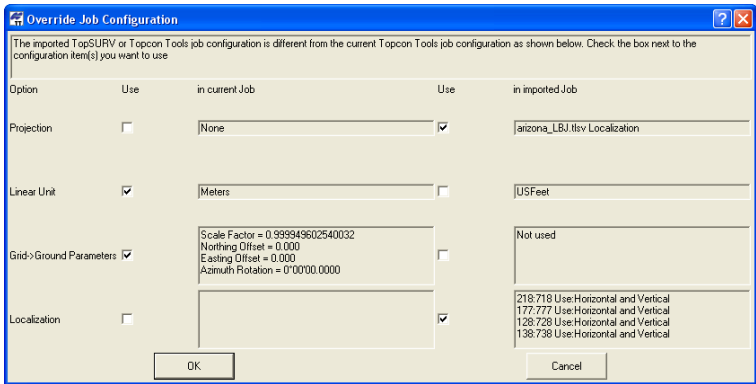 Override Job Configuration
The imported TopSURV or Topcon Tools job configuration is different from the current Topcon Tools job configuration as shown below. Check the box next to the
configuration item(s) you want to use
Option Use in current Job Use in imported Job
Projection None arizona_LBJ.tlsv Localization
Linear Unit Meters USFeet
Grid->Ground Parameters
Scale Factor = 0.999949602540032
Northing Offset = 0.000
Easting Offset = 0.000
Azimuth Rotation = 0°00'00.0000
Not used
Localization
218:718 Use:Horizontal and Vertical
177:777 Use:Horizontal and Vertical
128:728 Use:Horizontal and Vertical
138:738 Use:Horizontal and Vertical
OK Cancel